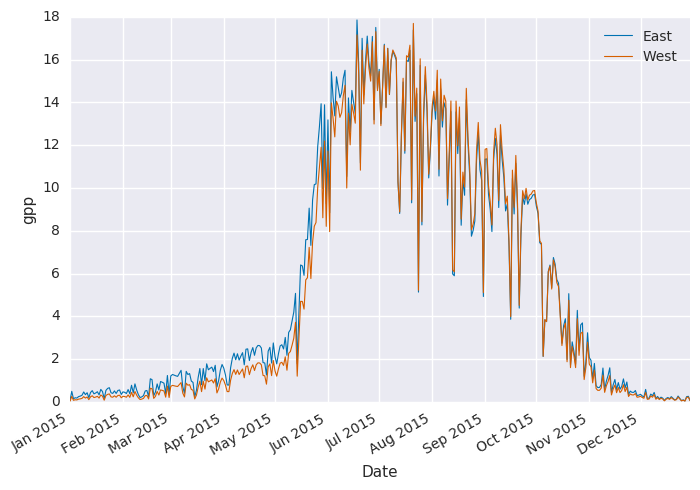 18
16
14
12
10
8
6
4
2
0
gpp
East
West
Jan 2015
Feb 2015
Mar 2015
Apr 2015
May 2015
Jun 2015
Jul 2015
Aug 2015
Sep 2015
Oct 2015
Nov 2015
Dec 2015
Date